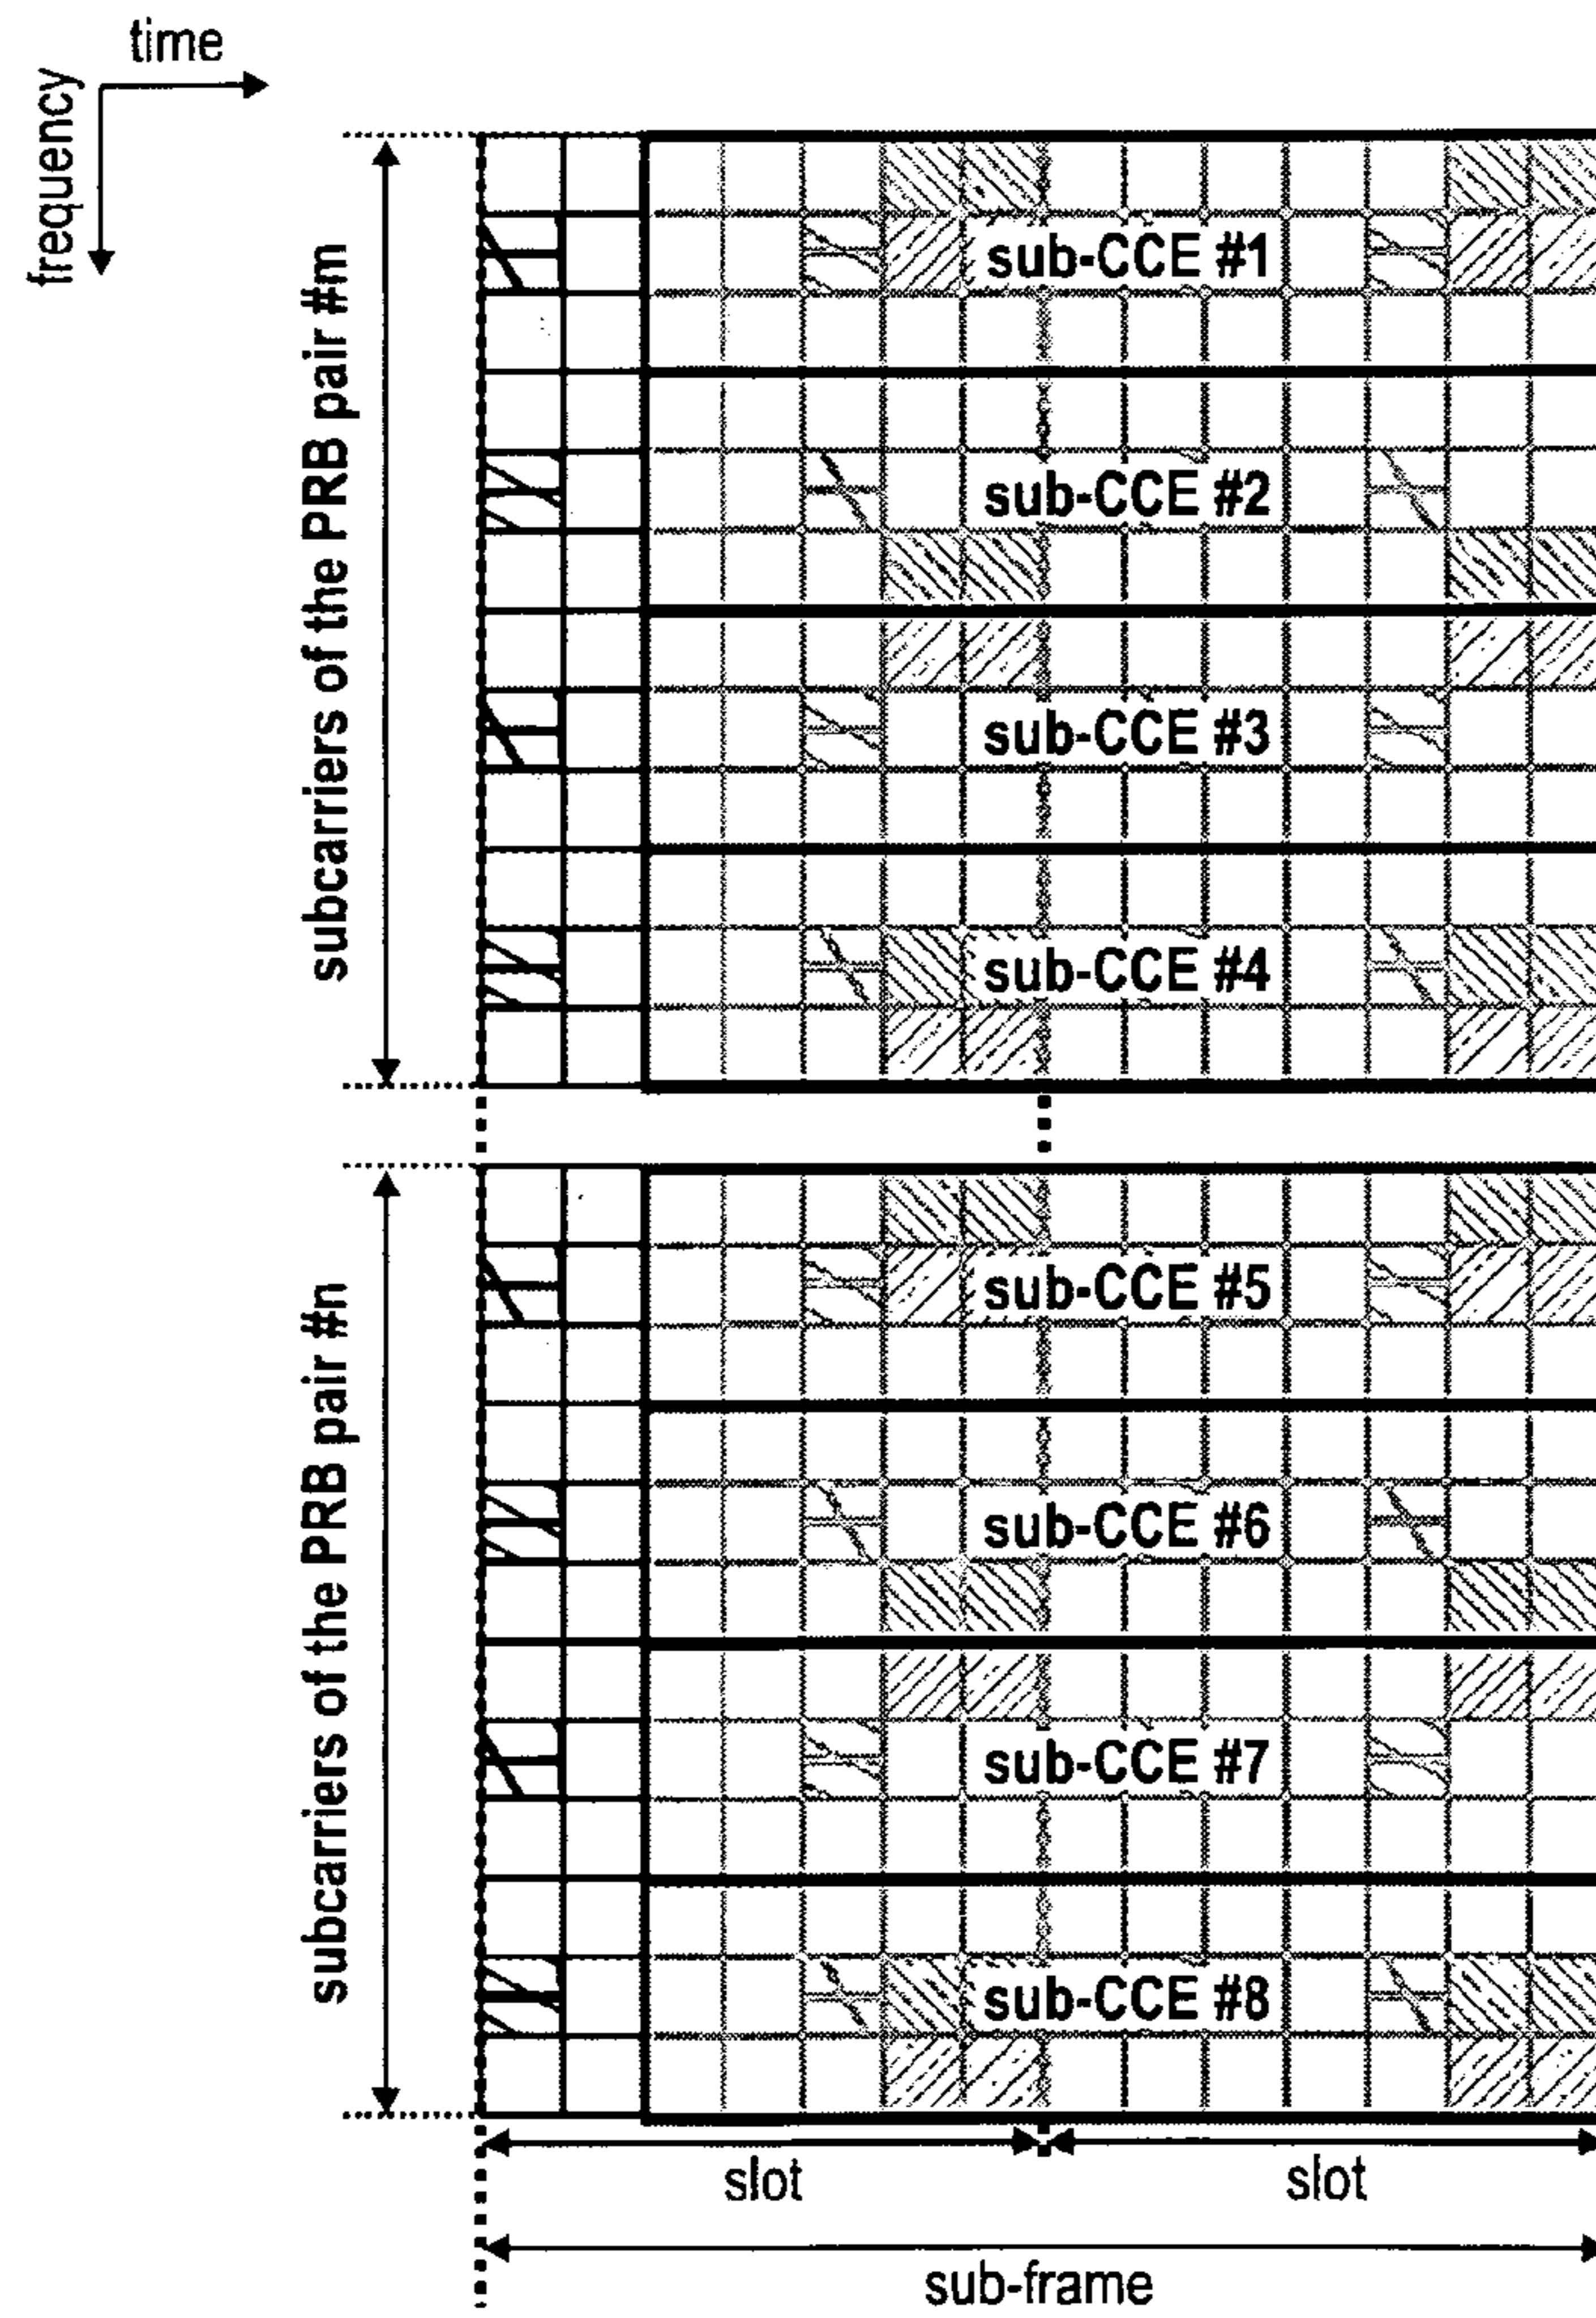 time
frequency
subcarriers of the PRB pair #m
sub-CCE #1
sub-CCE #2
sub-CCE #3
sub-CCE #4
subcarriers of the PRB pair #n
sub-CCE #5
sub-CCE #6
sub-CCE #7
sub-CCE #8
slot slot
sub-frame